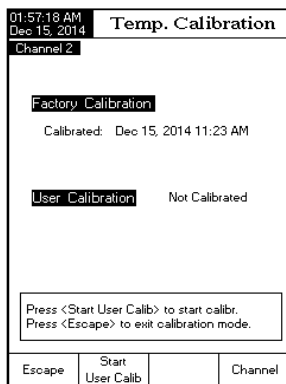 01:57:18 AM
Dec 15, 2014
Temp. Calibration
Channel 2
Factory Calibration
Calibrated: Dec 15, 2014 11:23 AM
User Calibration Not Calibrated
Press <Start User Calib> to start calibr.
Press <Escape> to exit calibration mode.
Escape
Start
User Calib
Channel